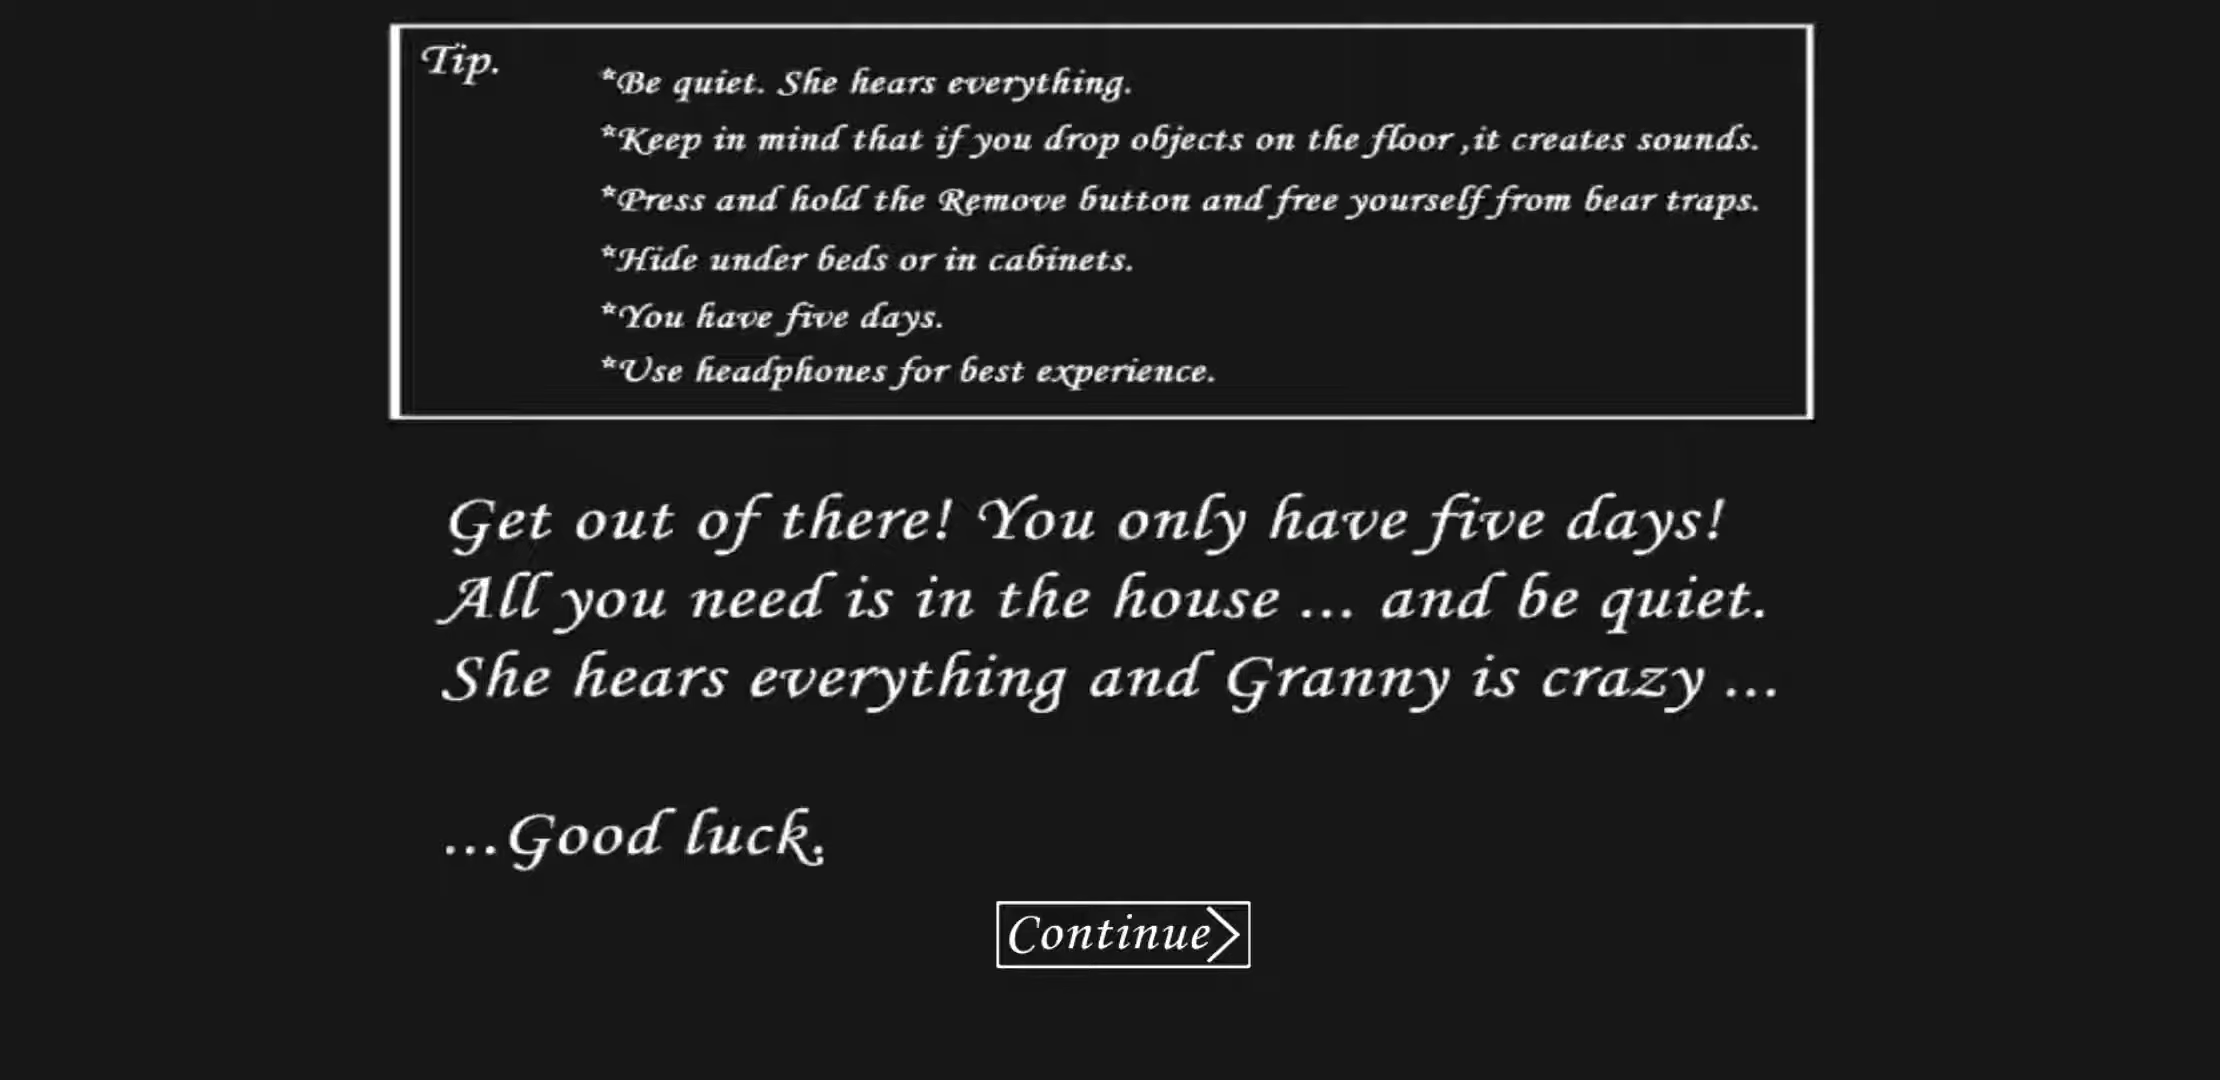 Tip.
*Be quiet. She hears everything.
*Keep in mind that if you drop objects on the floor ,it creates sounds.
*Press and hold the Remove button and free yourself from bear traps.
*Hide under beds or in cabinets.
*You have five days.
*Use headphones for best experience.
Get out of there! You only have five days!
All you need is in the house ... and be quiet.
She hears everything and Granny is crazy ...
...Good luck.
Continue>